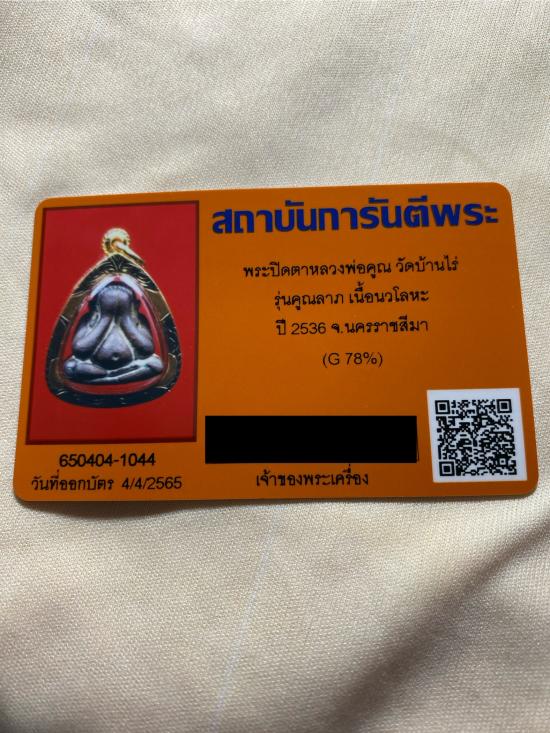 สถาบันการันตีพระ
พระปิดตาหลวงพ่อคูณ วัดบ้านไร่
รุ่นคูณลาภ เนื้อนวโลหะ
ปี 2536 จ.นครราชสีมา
(G 78%)
650404-1044
วันที่ออกบัตร 4/4/2565
เจ้าของพระเครื่อง